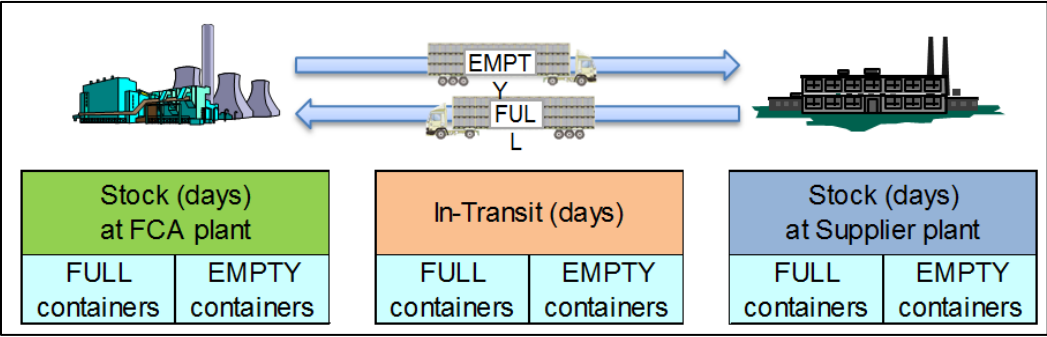 EMPT
Y
FUL
L
Stock (days)
at FCA plant
In-Transit (days)
Stock (days)
at Supplier plant
FULL
containers
EMPTY
containers
FULL
containers
EMPTY
containers
FULL
containers
EMPTY
containers